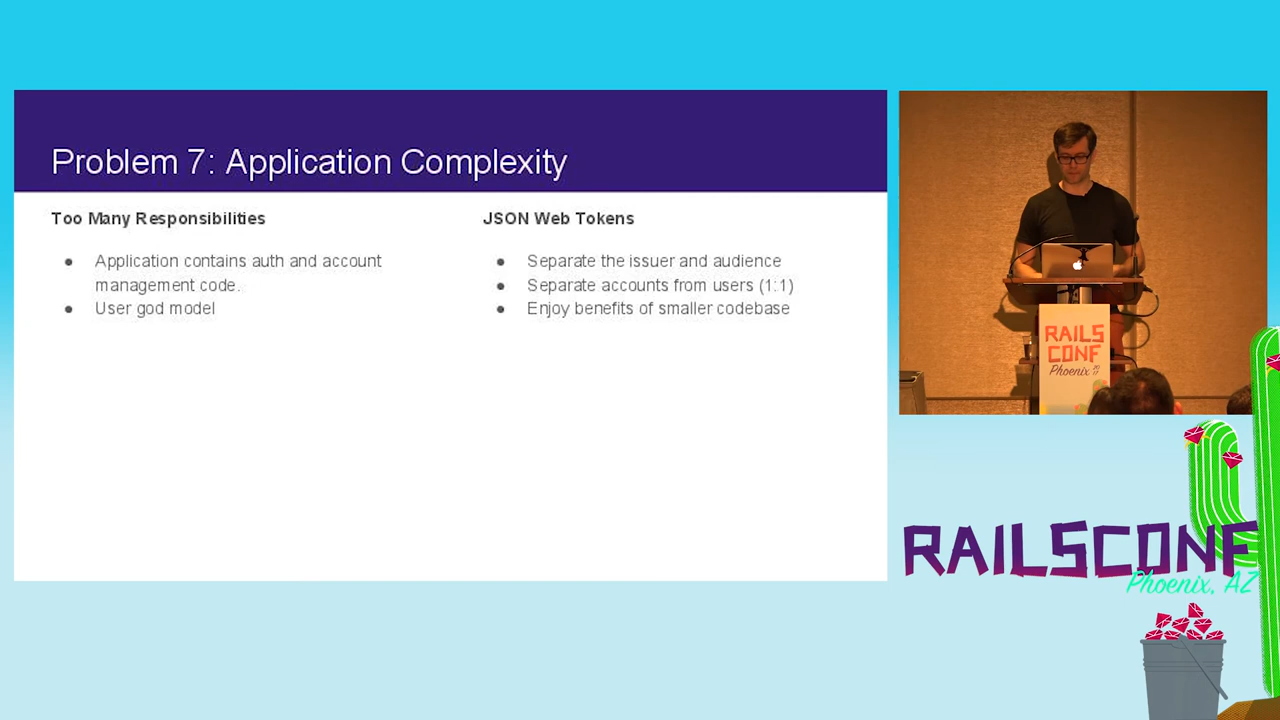 Problem 7: Application Complexity
Too Many Responsibilities
● Application contains auth and account
management code.
● User god model
JSON Web Tokens
● Separate the issuer and audience
● Separate accounts from users (1:1)
● Enjoy benefits of smaller codebase
RAILS
CONF
Phoenix 20
17
RAILSCONF
Phoenix, AZ